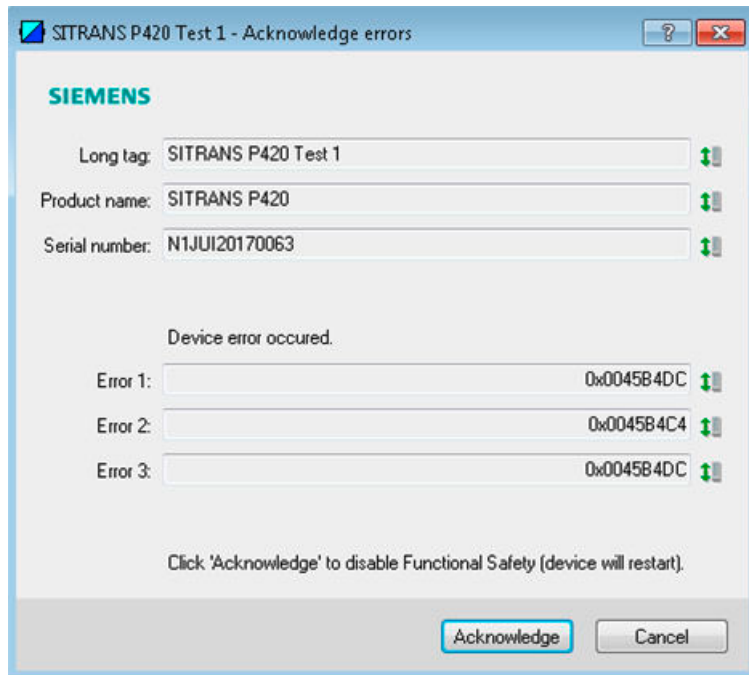 SITRANS P420 Test 1 - Acknowledge errors
SIEMENS
Long tag: SITRANS P420 Test 1
Product name: SITRANS P420
Serial number: N1JUI20170063
Device error occured.
Error 1: 0x0045B4DC
Error 2: 0x0045B4C4
Error 3: 0x0045B4DC
Click 'Acknowledge' to disable Functional Safety (device will restart).
Acknowledge Cancel